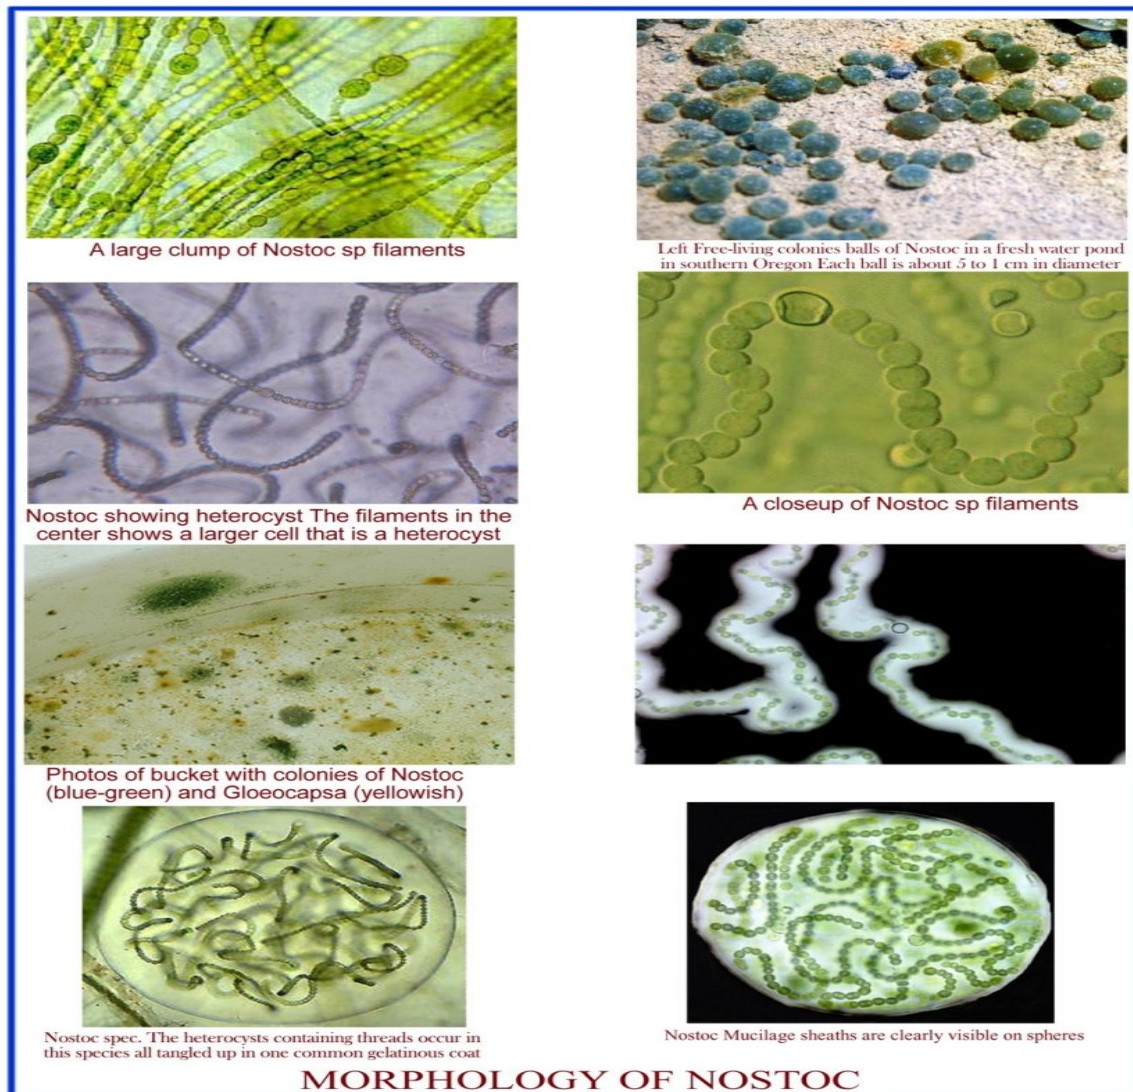 A large clump of Nostoc sp filaments
Left Free-living colonies balls of Nostoc in a fresh water pond
in southern Oregon Each ball is about 5 to 1 cm in diameter
Nostoc showing heterocyst The filaments in the
center shows a larger cell that is a heterocyst
A closeup of Nostoc sp filaments
Photos of bucket with colonies of Nostoc
(blue-green) and Gloeocapsa (yellowish)
Nostoc spec. The heterocysts containing threads occur in
this species all tangled up in one common gelatinous coat
Nostoc Mucilage sheaths are clearly visible on spheres
MORPHOLOGY OF NOSTOC